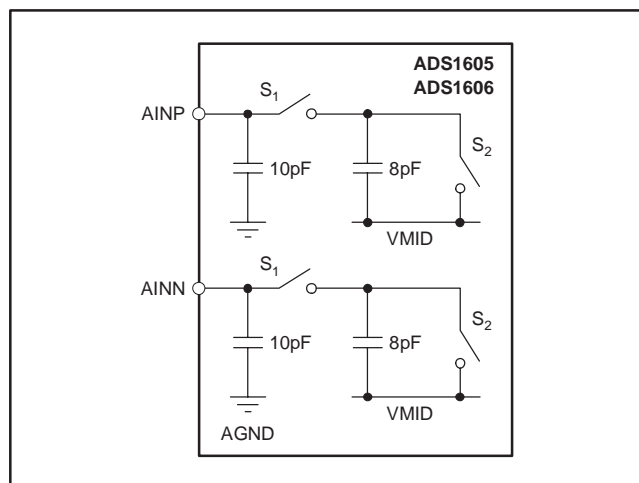 ADS1605
ADS1606
S1
AINP
S2
10pF
8pF
VMID
S1
AINN
S2
10pF
8pF
VMID
AGND